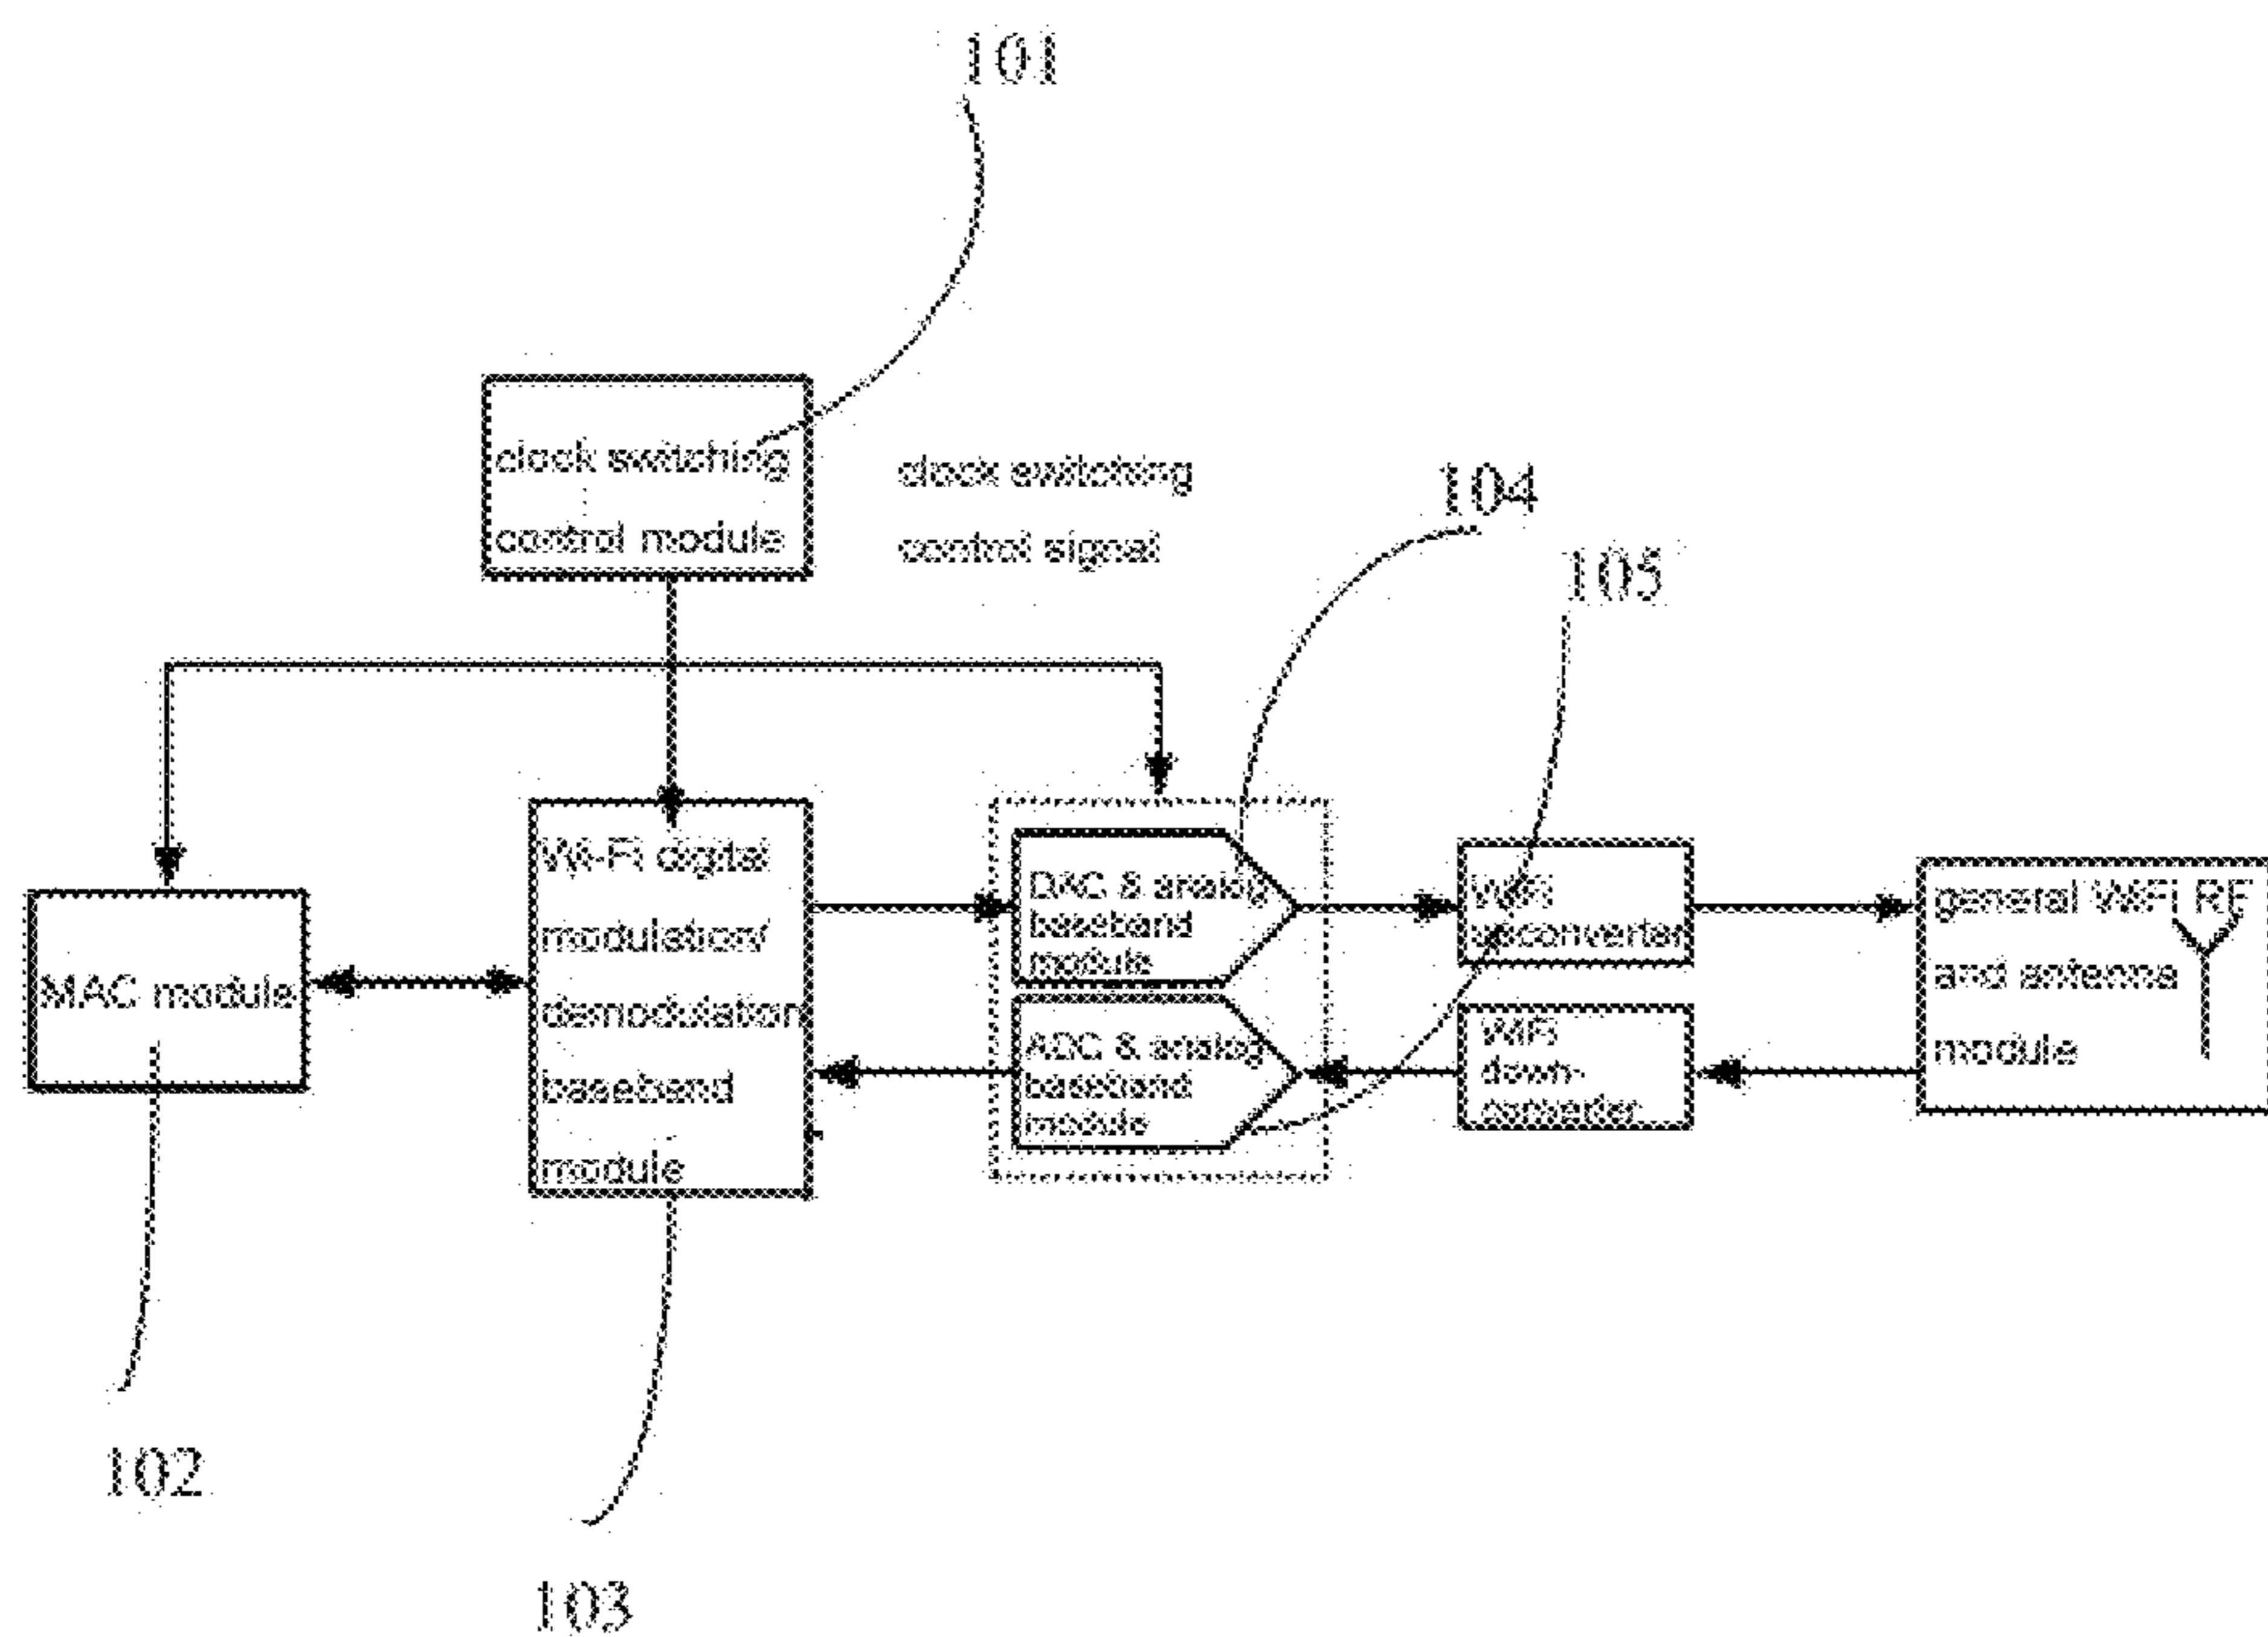 101
clock switching
control module
clock switching
control signal
104
105
MAC module
Wi-Fi digital
modulation/
demodulation
baseband
module
DAC & analog
baseband
module
ADC & analog
baseband
module
WiFi
upconverter
WiFi
down-
converter
general WiFi RF
and antenna
module
102
103